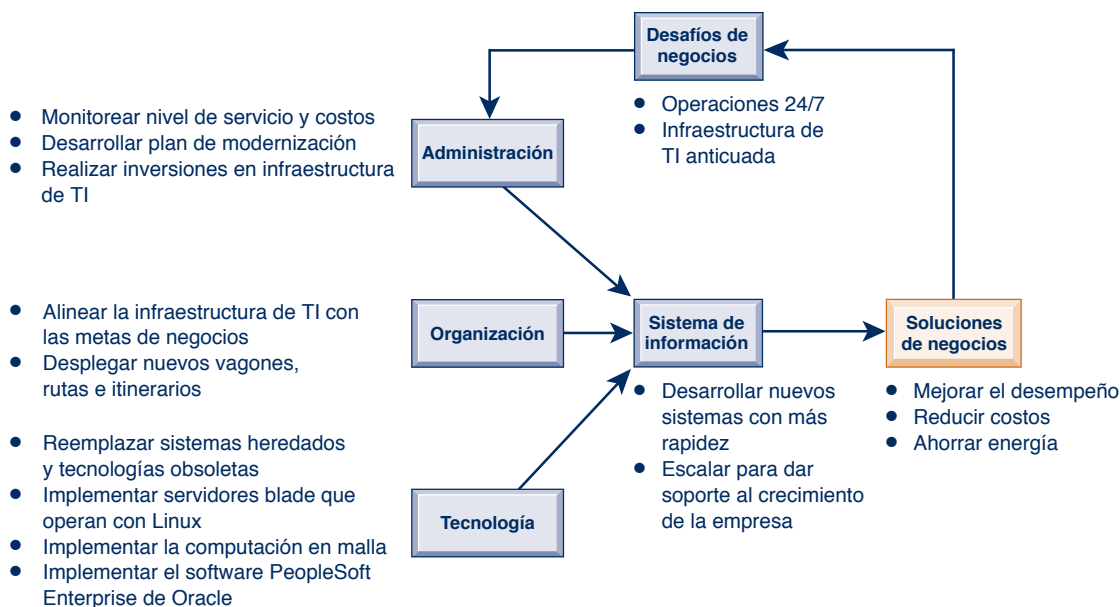 Desafíos de
negocios
● Operaciones 24/7
● Infraestructura de
TI anticuada
● Monitorear nivel de servicio y costos
● Desarrollar plan de modernización
● Realizar inversiones en infraestructura
de TI
Administración
● Alinear la infraestructura de TI con
las metas de negocios
● Desplegar nuevos vagones,
rutas e itinerarios
Organización
Sistema de
información
● Desarrollar nuevos
sistemas con más
rapidez
● Escalar para dar
soporte al crecimiento
de la empresa
Soluciones
de negocios
● Mejorar el desempeño
● Reducir costos
● Ahorrar energía
● Reemplazar sistemas heredados
y tecnologías obsoletas
● Implementar servidores blade que
operan con Linux
● Implementar la computación en malla
● Implementar el software PeopleSoft
Enterprise de Oracle
Tecnología